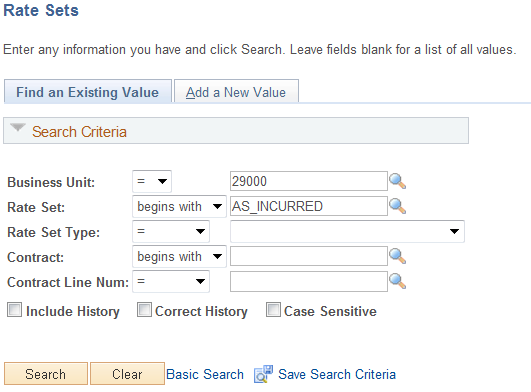 Rate Sets
Enter any information you have and click Search. Leave fields blank for a list of all values.
Find an Existing Value Add a New Value
Search Criteria
Business Unit: = 29000
Rate Set: begins with AS_INCURRED
Rate Set Type: =
Contract: begins with
Contract Line Num: =
Include History Correct History Case Sensitive
Search Clear Basic Search Save Search Criteria